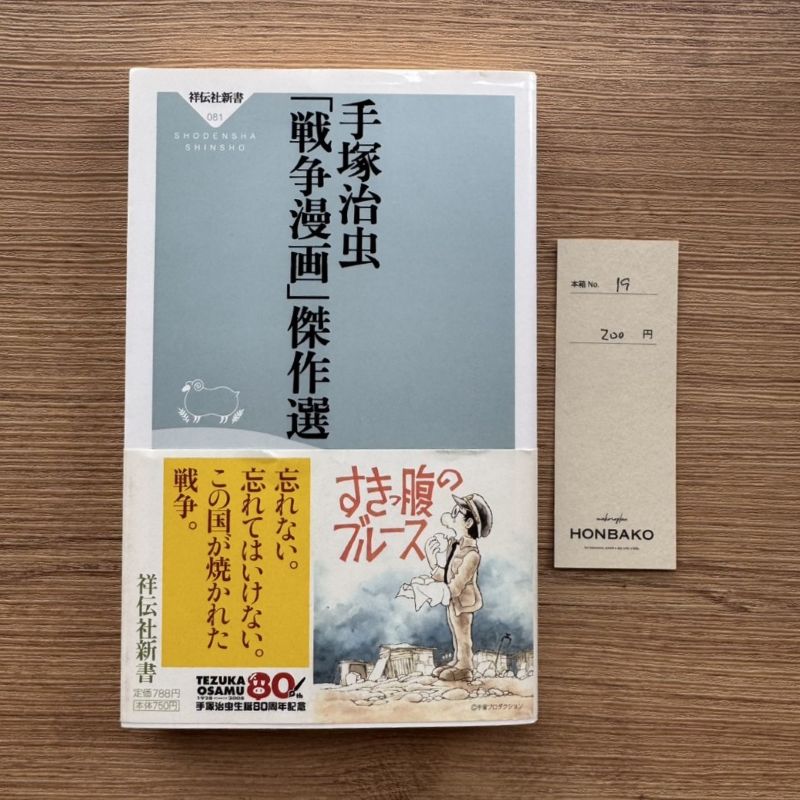 祥伝社新書
081
SHODENSHA
SHINSHO
手塚治虫
「戦争漫画」傑作選
忘れない。
忘れてはいけない。
この国が焼かれた
戦争。
すきっ腹の
ブルース
祥伝社新書
定価788円
本体750円
TEZUKA
OSAMU
80th
1928 2008
手塚治虫生誕80周年記念
©手塚プロダクション
本箱 No. 19
200 円
HONBAKO